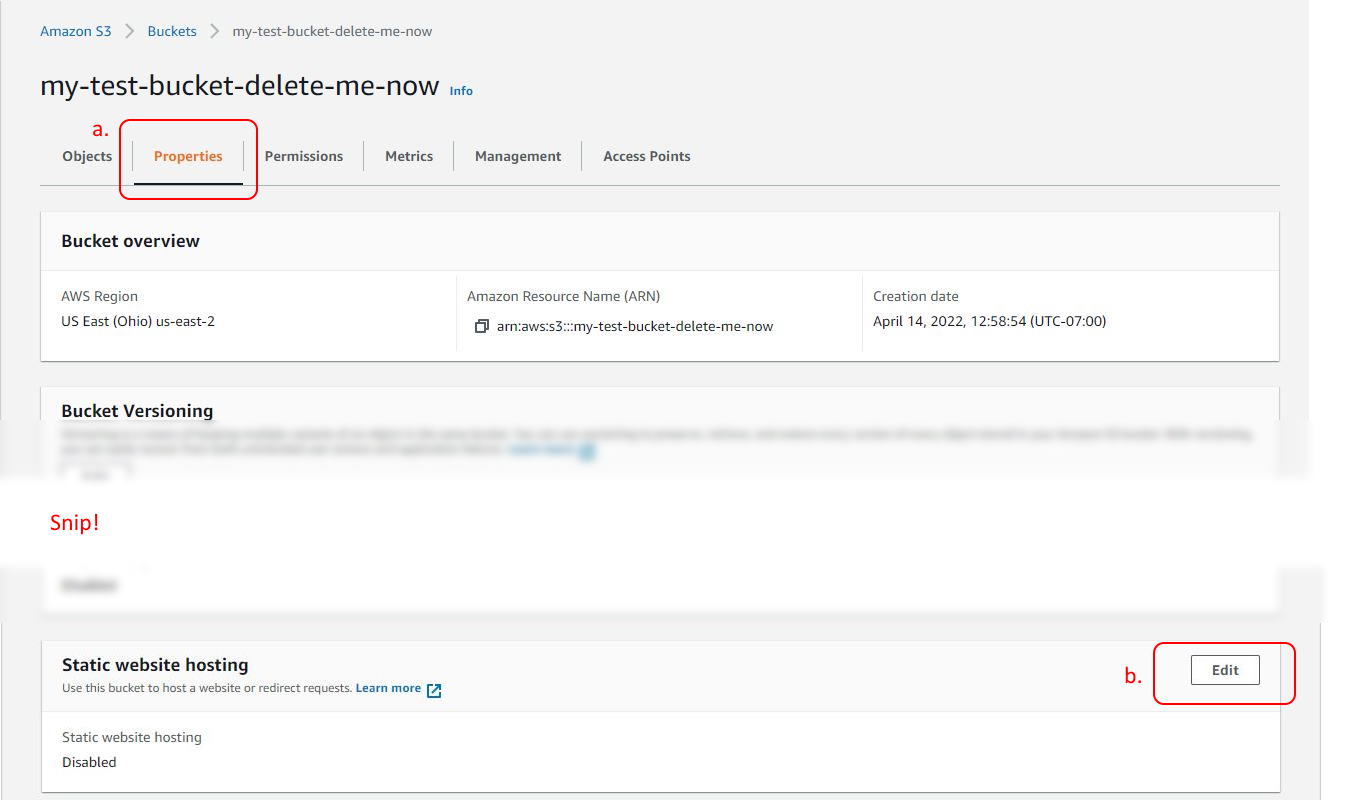 Amazon S3 > Buckets > my-test-bucket-delete-me-now
my-test-bucket-delete-me-now Info
a.
Objects Properties Permissions Metrics Management Access Points
Bucket overview
AWS Region
US East (Ohio) us-east-2
Amazon Resource Name (ARN)
arn:aws:s3:::my-test-bucket-delete-me-now
Creation date
April 14, 2022, 12:58:54 (UTC-07:00)
Bucket Versioning
Snip!
Disabled
Static website hosting
Use this bucket to host a website or redirect requests. Learn more
b. Edit
Static website hosting
Disabled